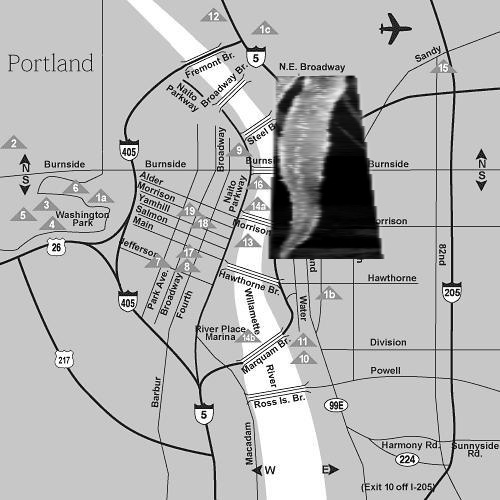 12
1c
Portland
Fremont Br.
5
N.E. Broadway
Sandy
15
Naito
Parkway
Broadway Br.
Steel B
405
Broadway
9
2
N
S
Burnside
Burnside
Burns
Burnside
N
S
6
1a
3
5
4
Washington
Park
26
Alder
Morrison
Yamhill
Salmon
Main
Jefferson
19
18
17
8
7
Naito
Parkway
16
14a
Morrison
13
orrison
82nd
Hawthorne Br.
Hawthorne
405
Park Ave.
Broadway
Fourth
Willamette
River
Water
1b
205
River Place
Marina
14b
Marquam Br.
11
10
Division
217
Powell
Barbur
5
Ross Is. Br.
99E
Macadam
Harmony Rd.
Sunnyside
Rd.
224
W
E
(Exit 10 off I-205)